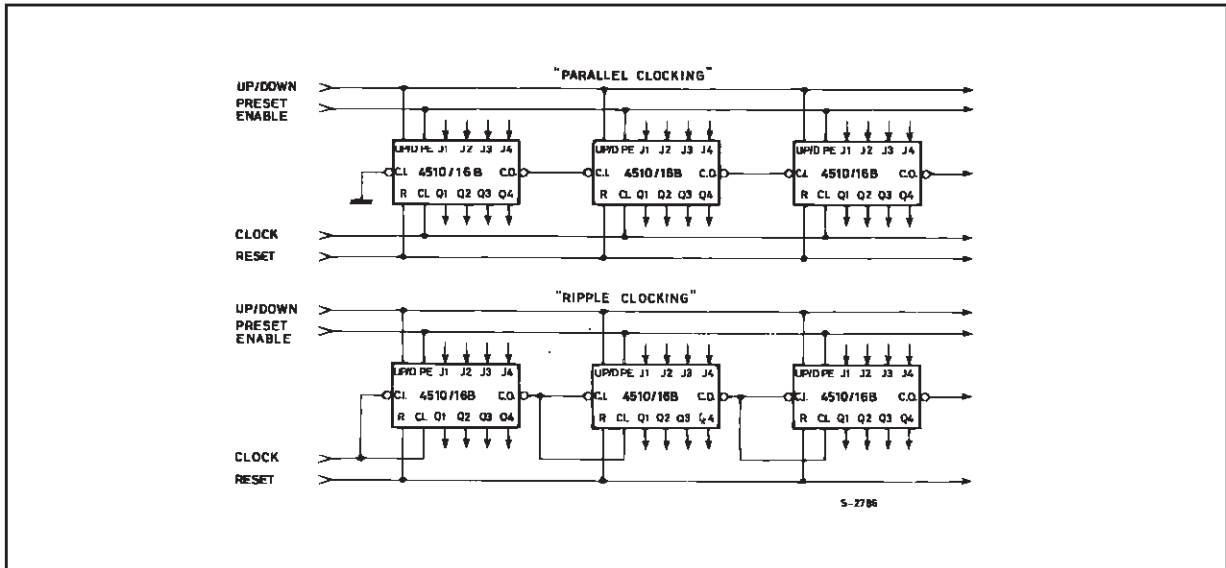 "PARALLEL CLOCKING"
UP/DOWN
PRESET
ENABLE
UP/D PE J1 J2 J3 J4
C.I. 4510/16B C.O.
R CL Q1 Q2 Q3 Q4
UP/D PE J1 J2 J3 J4
C.I. 4510/16B C.O.
R CL Q1 Q2 Q3 Q4
UP/D PE J1 J2 J3 J4
C.I. 4510/16B C.O.
R CL Q1 Q2 Q3 Q4
CLOCK
RESET
"RIPPLE CLOCKING"
UP/DOWN
PRESET
ENABLE
UP/D PE J1 J2 J3 J4
C.I. 4510/16B C.O.
R CL Q1 Q2 Q3 Q4
UP/D PE J1 J2 J3 J4
C.I. 4510/16B C.O.
R CL Q1 Q2 Q3 Q4
UP/D PE J1 J2 J3 J4
C.I. 4510/16B C.O.
R CL Q1 Q2 Q3 Q4
CLOCK
RESET
S-2786